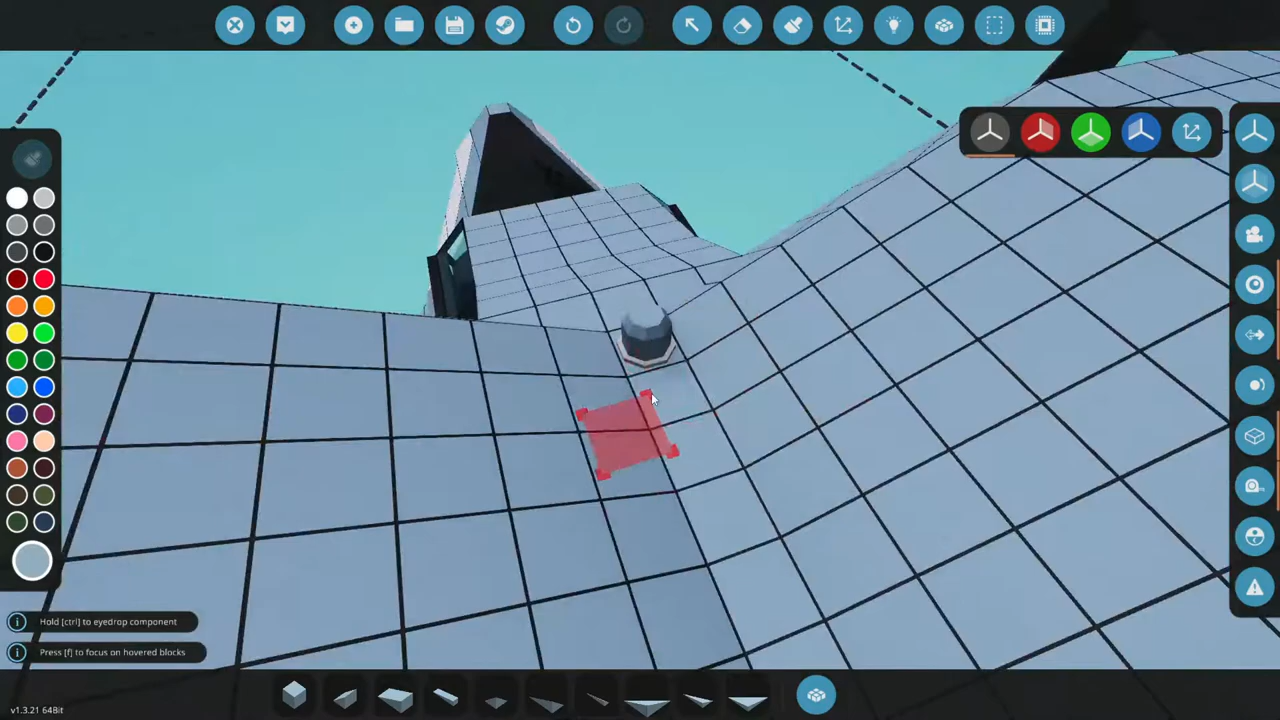 Hold [ctrl] to eyedrop component
Press [f] to focus on hovered blocks
v1.3.21 64Bit